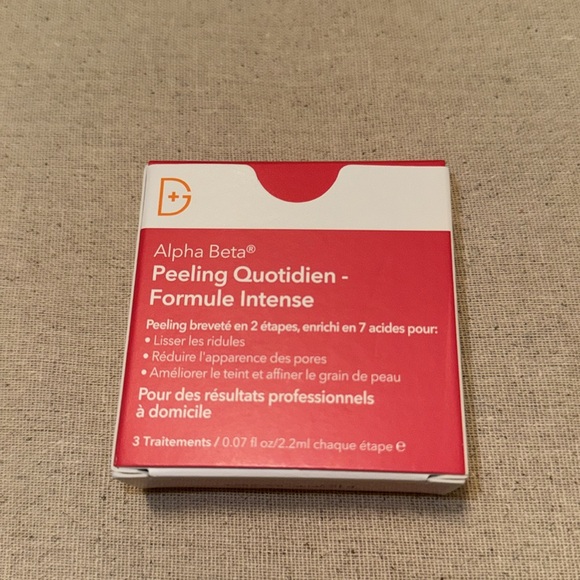 D+G
Alpha Beta®
Peeling Quotidien -
Formule Intense
Peeling breveté en 2 étapes, enrichi en 7 acides pour:
• Lisser les ridules
• Réduire l'apparence des pores
• Améliorer le teint et affiner le grain de peau
Pour des résultats professionnels
à domicile
3 Traitements / 0.07 fl oz/2.2ml chaque étape ℮